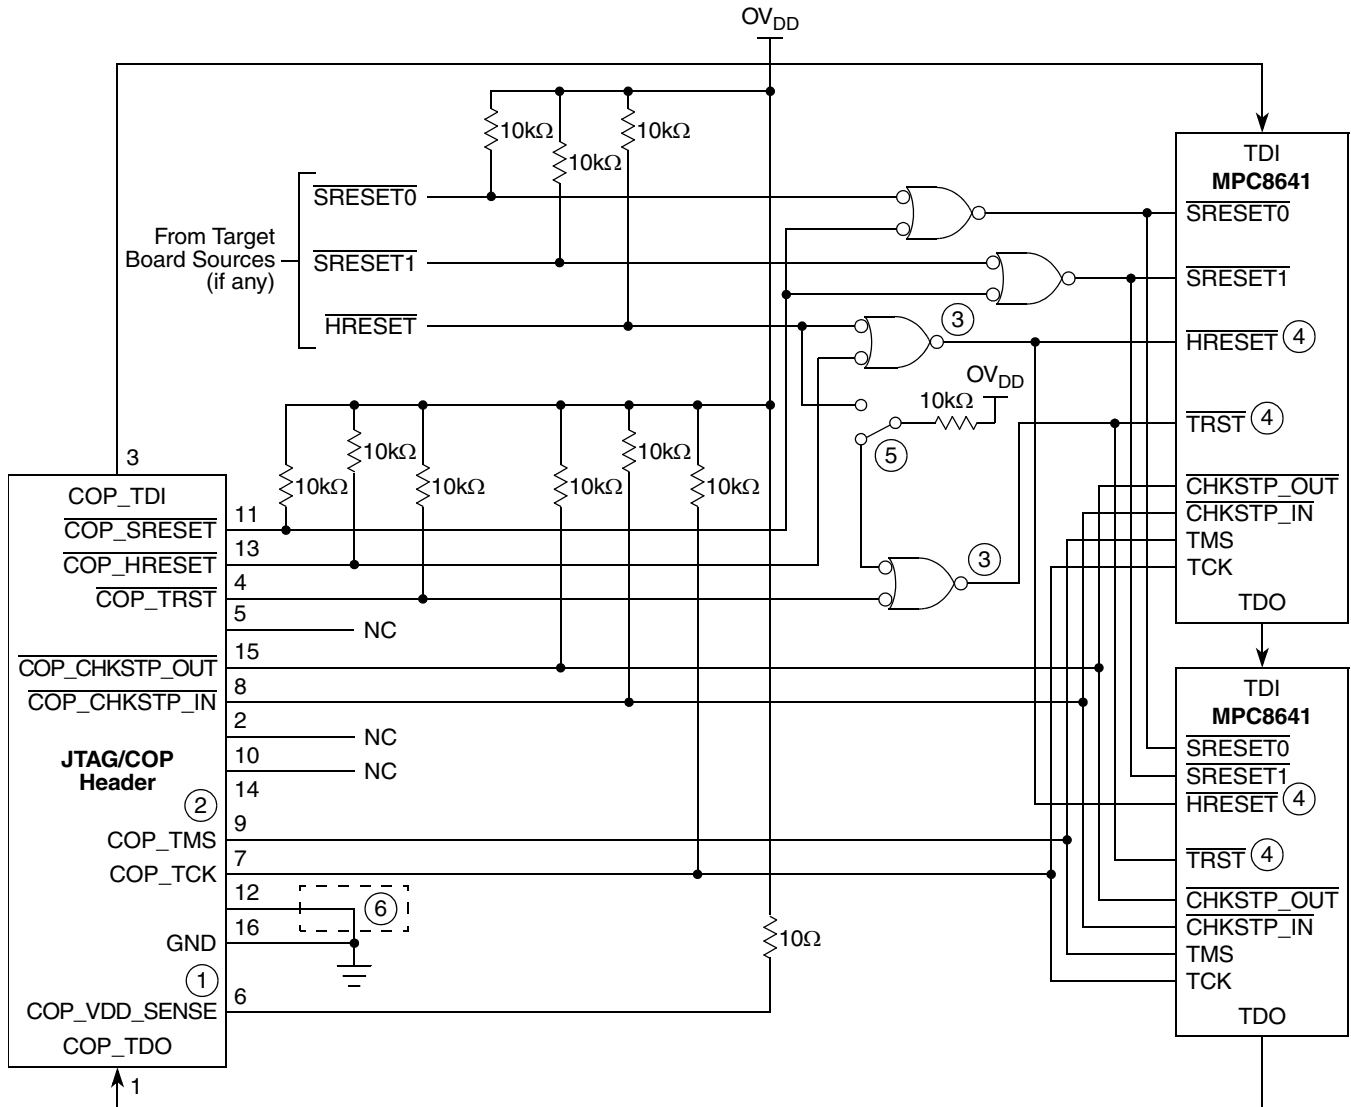 OVDD
10kΩ
10kΩ
10kΩ
TDI
MPC8641
SRESET0
SRESET0
From Target
Board Sources
(if any)
SRESET1
SRESET1
HRESET
3
HRESET 4
OVDD
10kΩ
TRST 4
5
3
10kΩ
10kΩ
10kΩ
10kΩ
10kΩ
10kΩ
COP_TDI
COP_SRESET 11
COP_HRESET 13
COP_TRST 4
5 NC
COP_CHKSTP_OUT 15
COP_CHKSTP_IN 8
2 NC
10 NC
JTAG/COP
Header
14
2
COP_TMS 9
COP_TCK 7
12
6
GND 16
1
COP_VDD_SENSE 6
COP_TDO
1
10Ω
3
CHKSTP_OUT
CHKSTP_IN
TMS
TCK
TDO
TDI
MPC8641
SRESET0
SRESET1
HRESET 4
TRST 4
CHKSTP_OUT
CHKSTP_IN
TMS
TCK
TDO